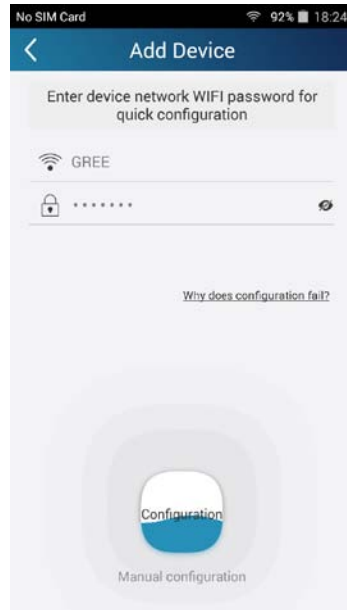 No SIM Card 92% 18:24
Add Device
Enter device network WIFI password for
quick configuration
GREE
·······
Why does configuration fail?
Configuration
Manual configuration